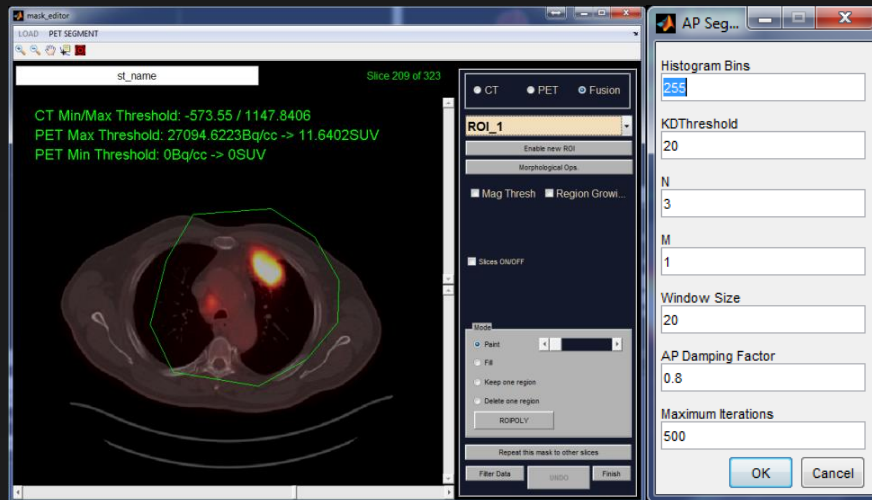 mask_editor
LOAD PET SEGMENT
st_name
Slice 209 of 323
CT Min/Max Threshold: -573.55 / 1147.8406
PET Max Threshold: 27094.6223Bq/cc -> 11.6402SUV
PET Min Threshold: 0Bq/cc -> 0SUV
CT PET Fusion
ROI_1
Enable new ROI
Morphological Ops.
Mag Thresh Region Growi...
Slices ON/OFF
Mode
Paint
Fill
Keep one region
Delete one region
ROIPOLY
Repeat this mask to other slices
Filter Data UNDO Finish
AP Seg...
Histogram Bins
255
KDThreshold
20
N
3
M
1
Window Size
20
AP Damping Factor
0.8
Maximum Iterations
500
OK Cancel